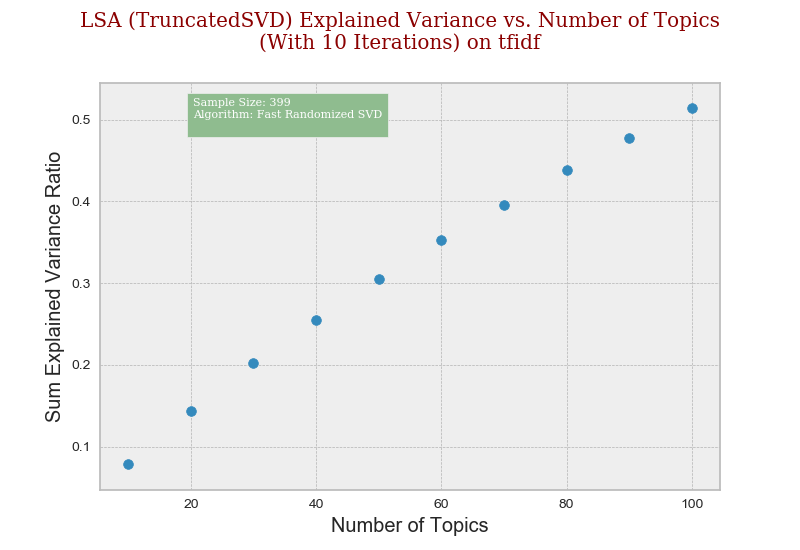 LSA (TruncatedSVD) Explained Variance vs. Number of Topics
(With 10 Iterations) on tfidf
Sample Size: 399
Algorithm: Fast Randomized SVD
Sum Explained Variance Ratio
0.5
0.4
0.3
0.2
0.1
20 40 60 80 100
Number of Topics